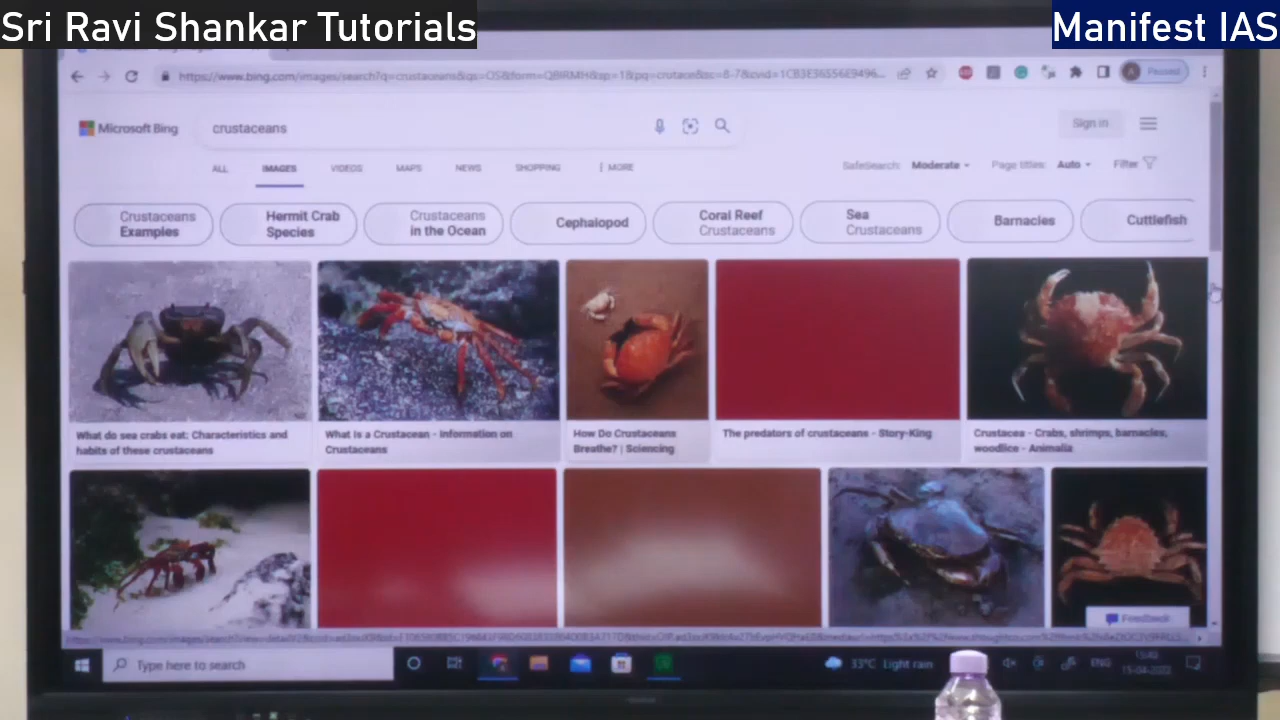 Sri Ravi Shankar Tutorials
Manifest IAS
Paused
Microsoft Bing
crustaceans
Sign in
ALL
IMAGES
VIDEOS
MAPS
NEWS
SHOPPING
MORE
SafeSearch: Moderate
Page titles: Auto
Filter
Crustaceans
Examples
Hermit Crab
Species
Crustaceans
in the Ocean
Cephalopod
Coral Reef
Crustaceans
Sea
Crustaceans
Barnacles
Cuttlefish
What do sea crabs eat: Characteristics and
habits of these crustaceans
What Is a Crustacean - Information on
Crustaceans
How Do Crustaceans
Breathe? | Sciencing
The predators of crustaceans - Story-King
Crustacea - Crabs, shrimps, barnacles,
woodlice - Animalia
Feedback
Type here to search
33°C Light rain
ENG